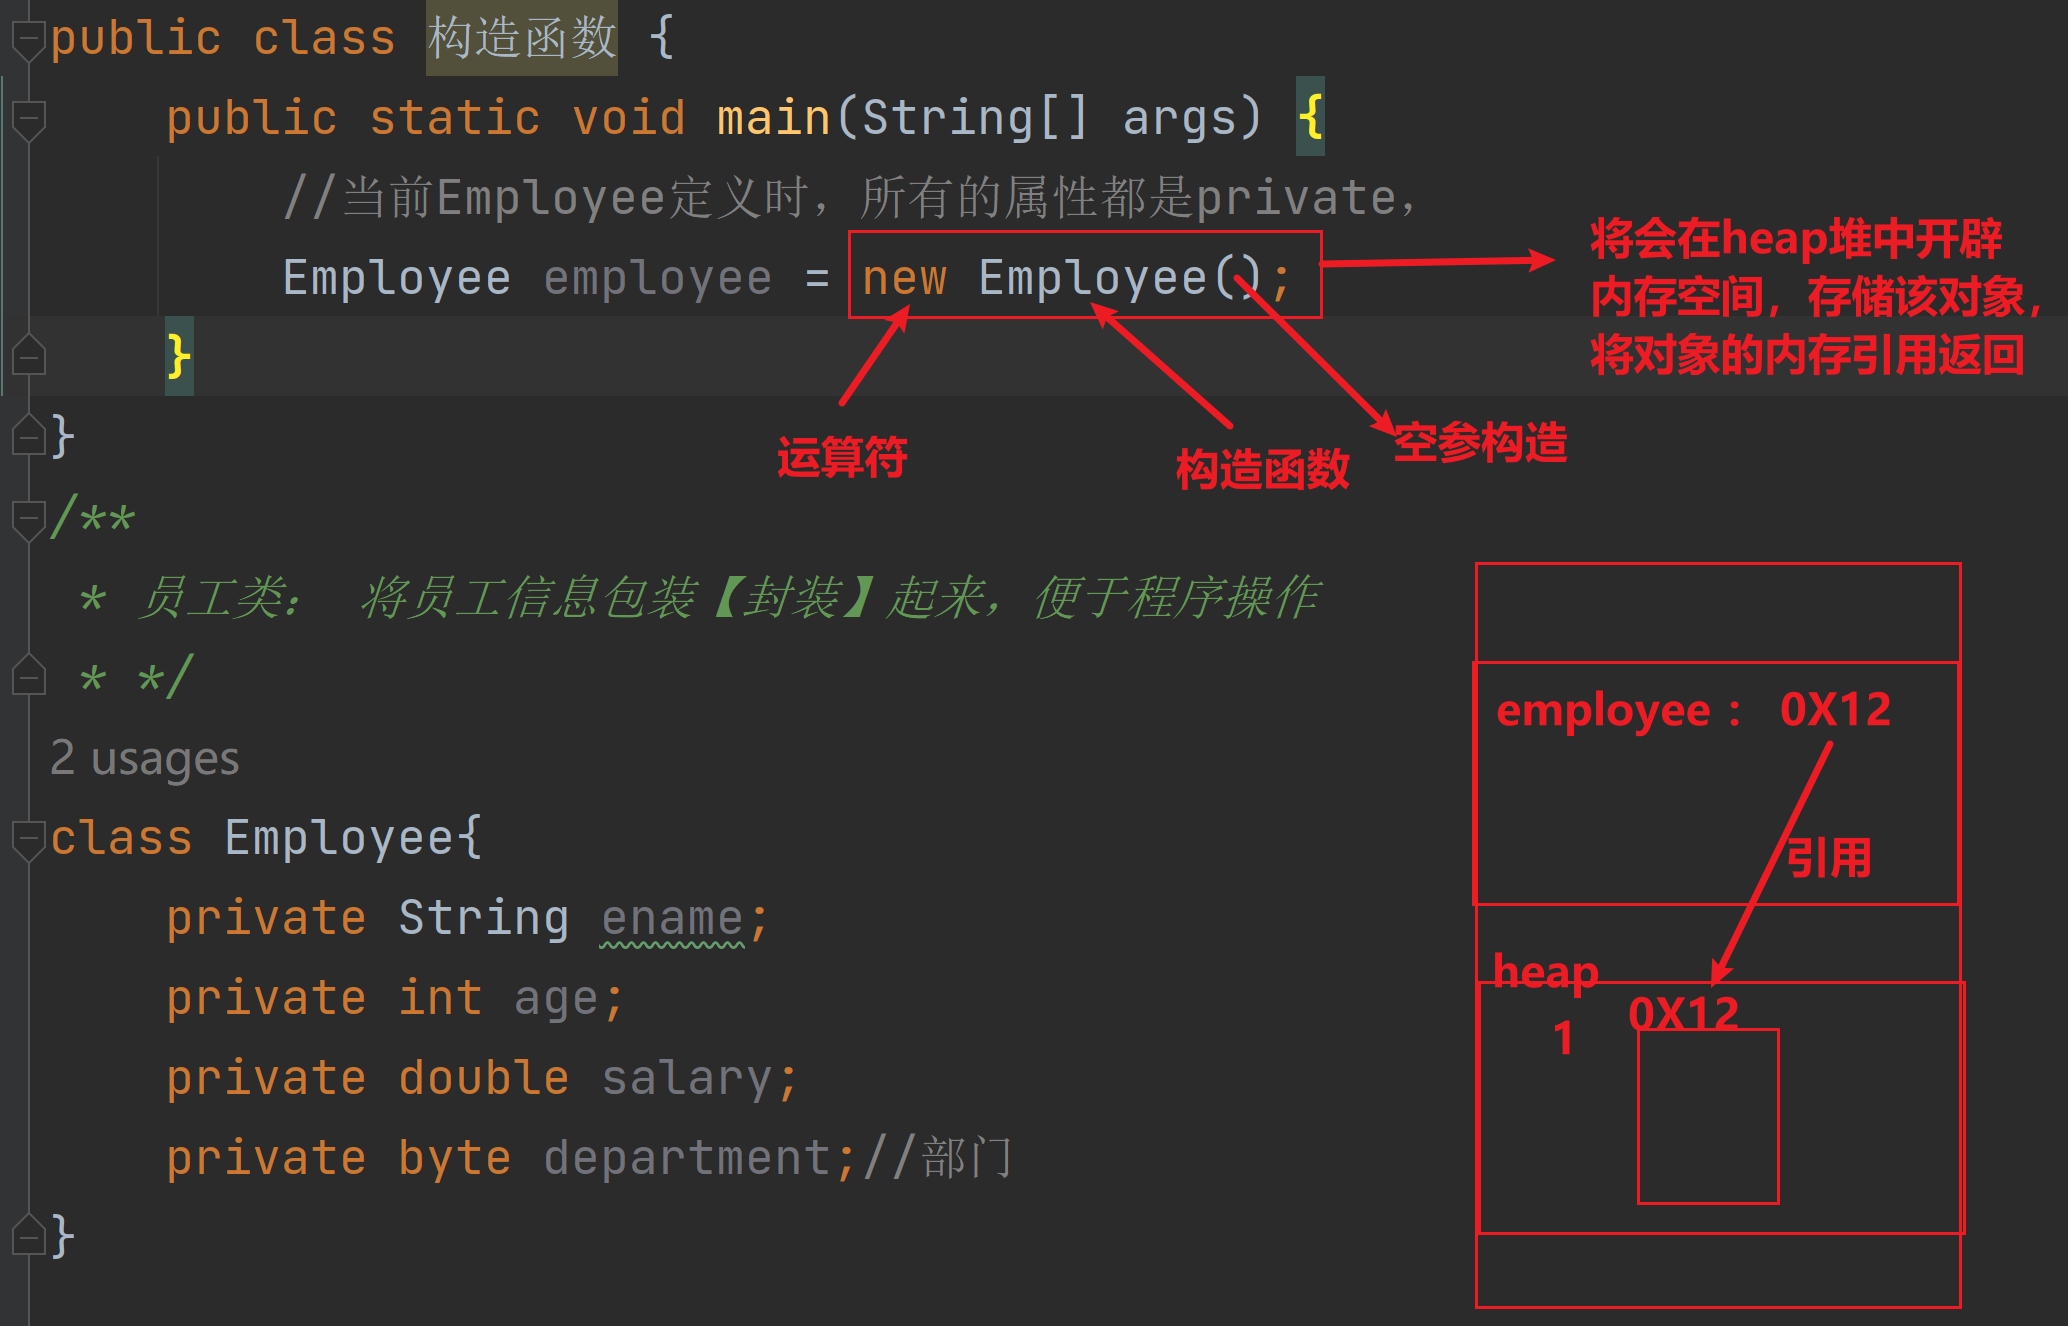 public class 构造函数 {
public static void main(String[] args) {
//当前Employee定义时，所有的属性都是private，
Employee employee = new Employee();
将会在heap堆中开辟
内存空间，存储该对象，
将对象的内存引用返回
}
运算符
构造函数
空参构造
}
/**
* 员工类： 将员工信息包装【封装】起来，便于程序操作
* */
2 usages
class Employee{
private String ename;
private int age;
private double salary;
private byte department;//部门
}
employee： 0X12
引用
heap
0X12
1